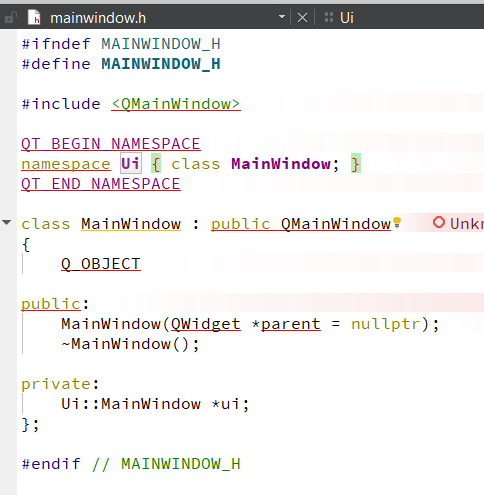 mainwindow.h Ui
#ifndef MAINWINDOW_H
#define MAINWINDOW_H
#include <QMainWindow>
QT_BEGIN_NAMESPACE
namespace Ui { class MainWindow; }
QT_END_NAMESPACE
class MainWindow : public QMainWindow
{
Q_OBJECT
public:
MainWindow(QWidget *parent = nullptr);
~MainWindow();
private:
Ui::MainWindow *ui;
};
#endif // MAINWINDOW_H